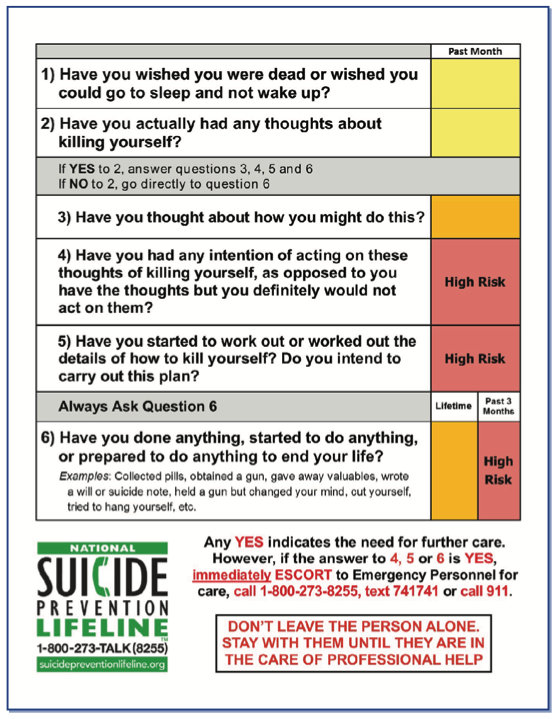 Past Month
1) Have you wished you were dead or wished you
could go to sleep and not wake up?
2) Have you actually had any thoughts about
killing yourself?
If YES to 2, answer questions 3, 4, 5 and 6
If NO to 2, go directly to question 6
3) Have you thought about how you might do this?
4) Have you had any intention of acting on these
thoughts of killing yourself, as opposed to you
have the thoughts but you definitely would not
act on them?
High Risk
5) Have you started to work out or worked out the
details of how to kill yourself? Do you intend to
carry out this plan?
High Risk
Always Ask Question 6
Lifetime
Past 3
Months
6) Have you done anything, started to do anything,
or prepared to do anything to end your life?
Examples: Collected pills, obtained a gun, gave away valuables, wrote
a will or suicide note, held a gun but changed your mind, cut yourself,
tried to hang yourself, etc.
High
Risk
NATIONAL
SUICIDE
PREVENTION
LIFELINE™
1-800-273-TALK (8255)
suicidepreventionlifeline.org
Any YES indicates the need for further care.
However, if the answer to 4, 5 or 6 is YES,
immediately ESCORT to Emergency Personnel for
care, call 1-800-273-8255, text 741741 or call 911.
DON'T LEAVE THE PERSON ALONE.
STAY WITH THEM UNTIL THEY ARE IN
THE CARE OF PROFESSIONAL HELP